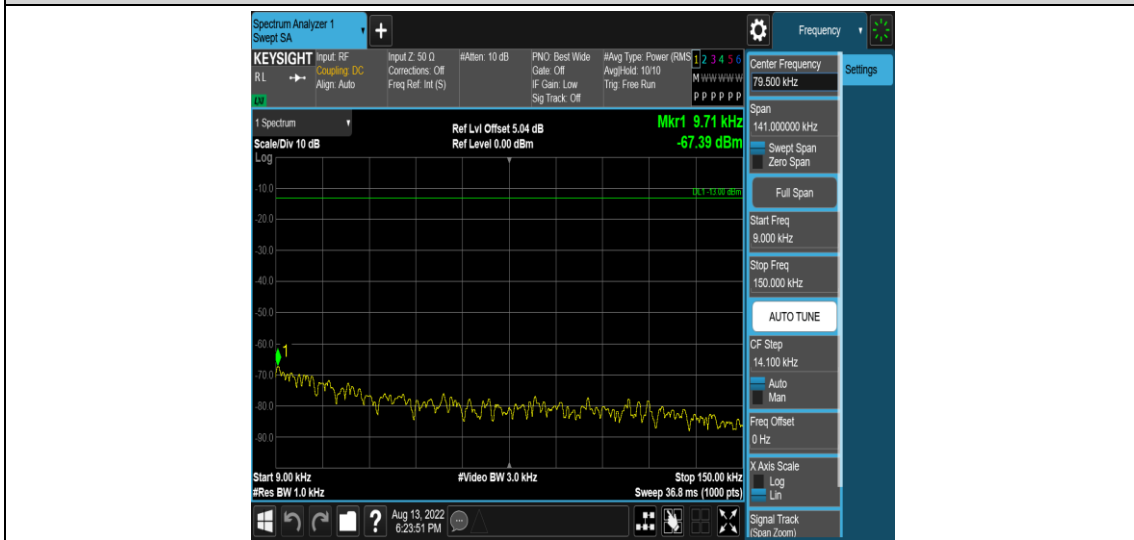 Spectrum Analyzer 1
Swept SA
+
Frequency
KEYSIGHT
RL
LXI
Input: RF
Coupling: DC
Align: Auto
Input Z: 50 Ω
Corrections: Off
Freq Ref: Int (S)
#Atten: 10 dB
PNO: Best Wide
Gate: Off
IF Gain: Low
Sig Track: Off
#Avg Type: Power (RMS
Avg|Hold: 10/10
Trig: Free Run
1 2 3 4 5 6
M W W W W W
P P P P P P
1 Spectrum
Scale/Div 10 dB
Log
Ref Lvl Offset 5.04 dB
Ref Level 0.00 dBm
Mkr1 9.71 kHz
-67.39 dBm
DL1 -13.00 dBm
-10.0
-20.0
-30.0
-40.0
-50.0
-60.0
1
-70.0
-80.0
-90.0
Start 9.00 kHz
#Res BW 1.0 kHz
#Video BW 3.0 kHz
Stop 150.00 kHz
Sweep 36.8 ms (1000 pts)
Center Frequency
79.500 kHz
Settings
Span
141.000000 kHz
Swept Span
Zero Span
Full Span
Start Freq
9.000 kHz
Stop Freq
150.000 kHz
AUTO TUNE
CF Step
14.100 kHz
Auto
Man
Freq Offset
0 Hz
X Axis Scale
Log
Lin
Signal Track
(Span Zoom)
?
Aug 13, 2022
6:23:51 PM